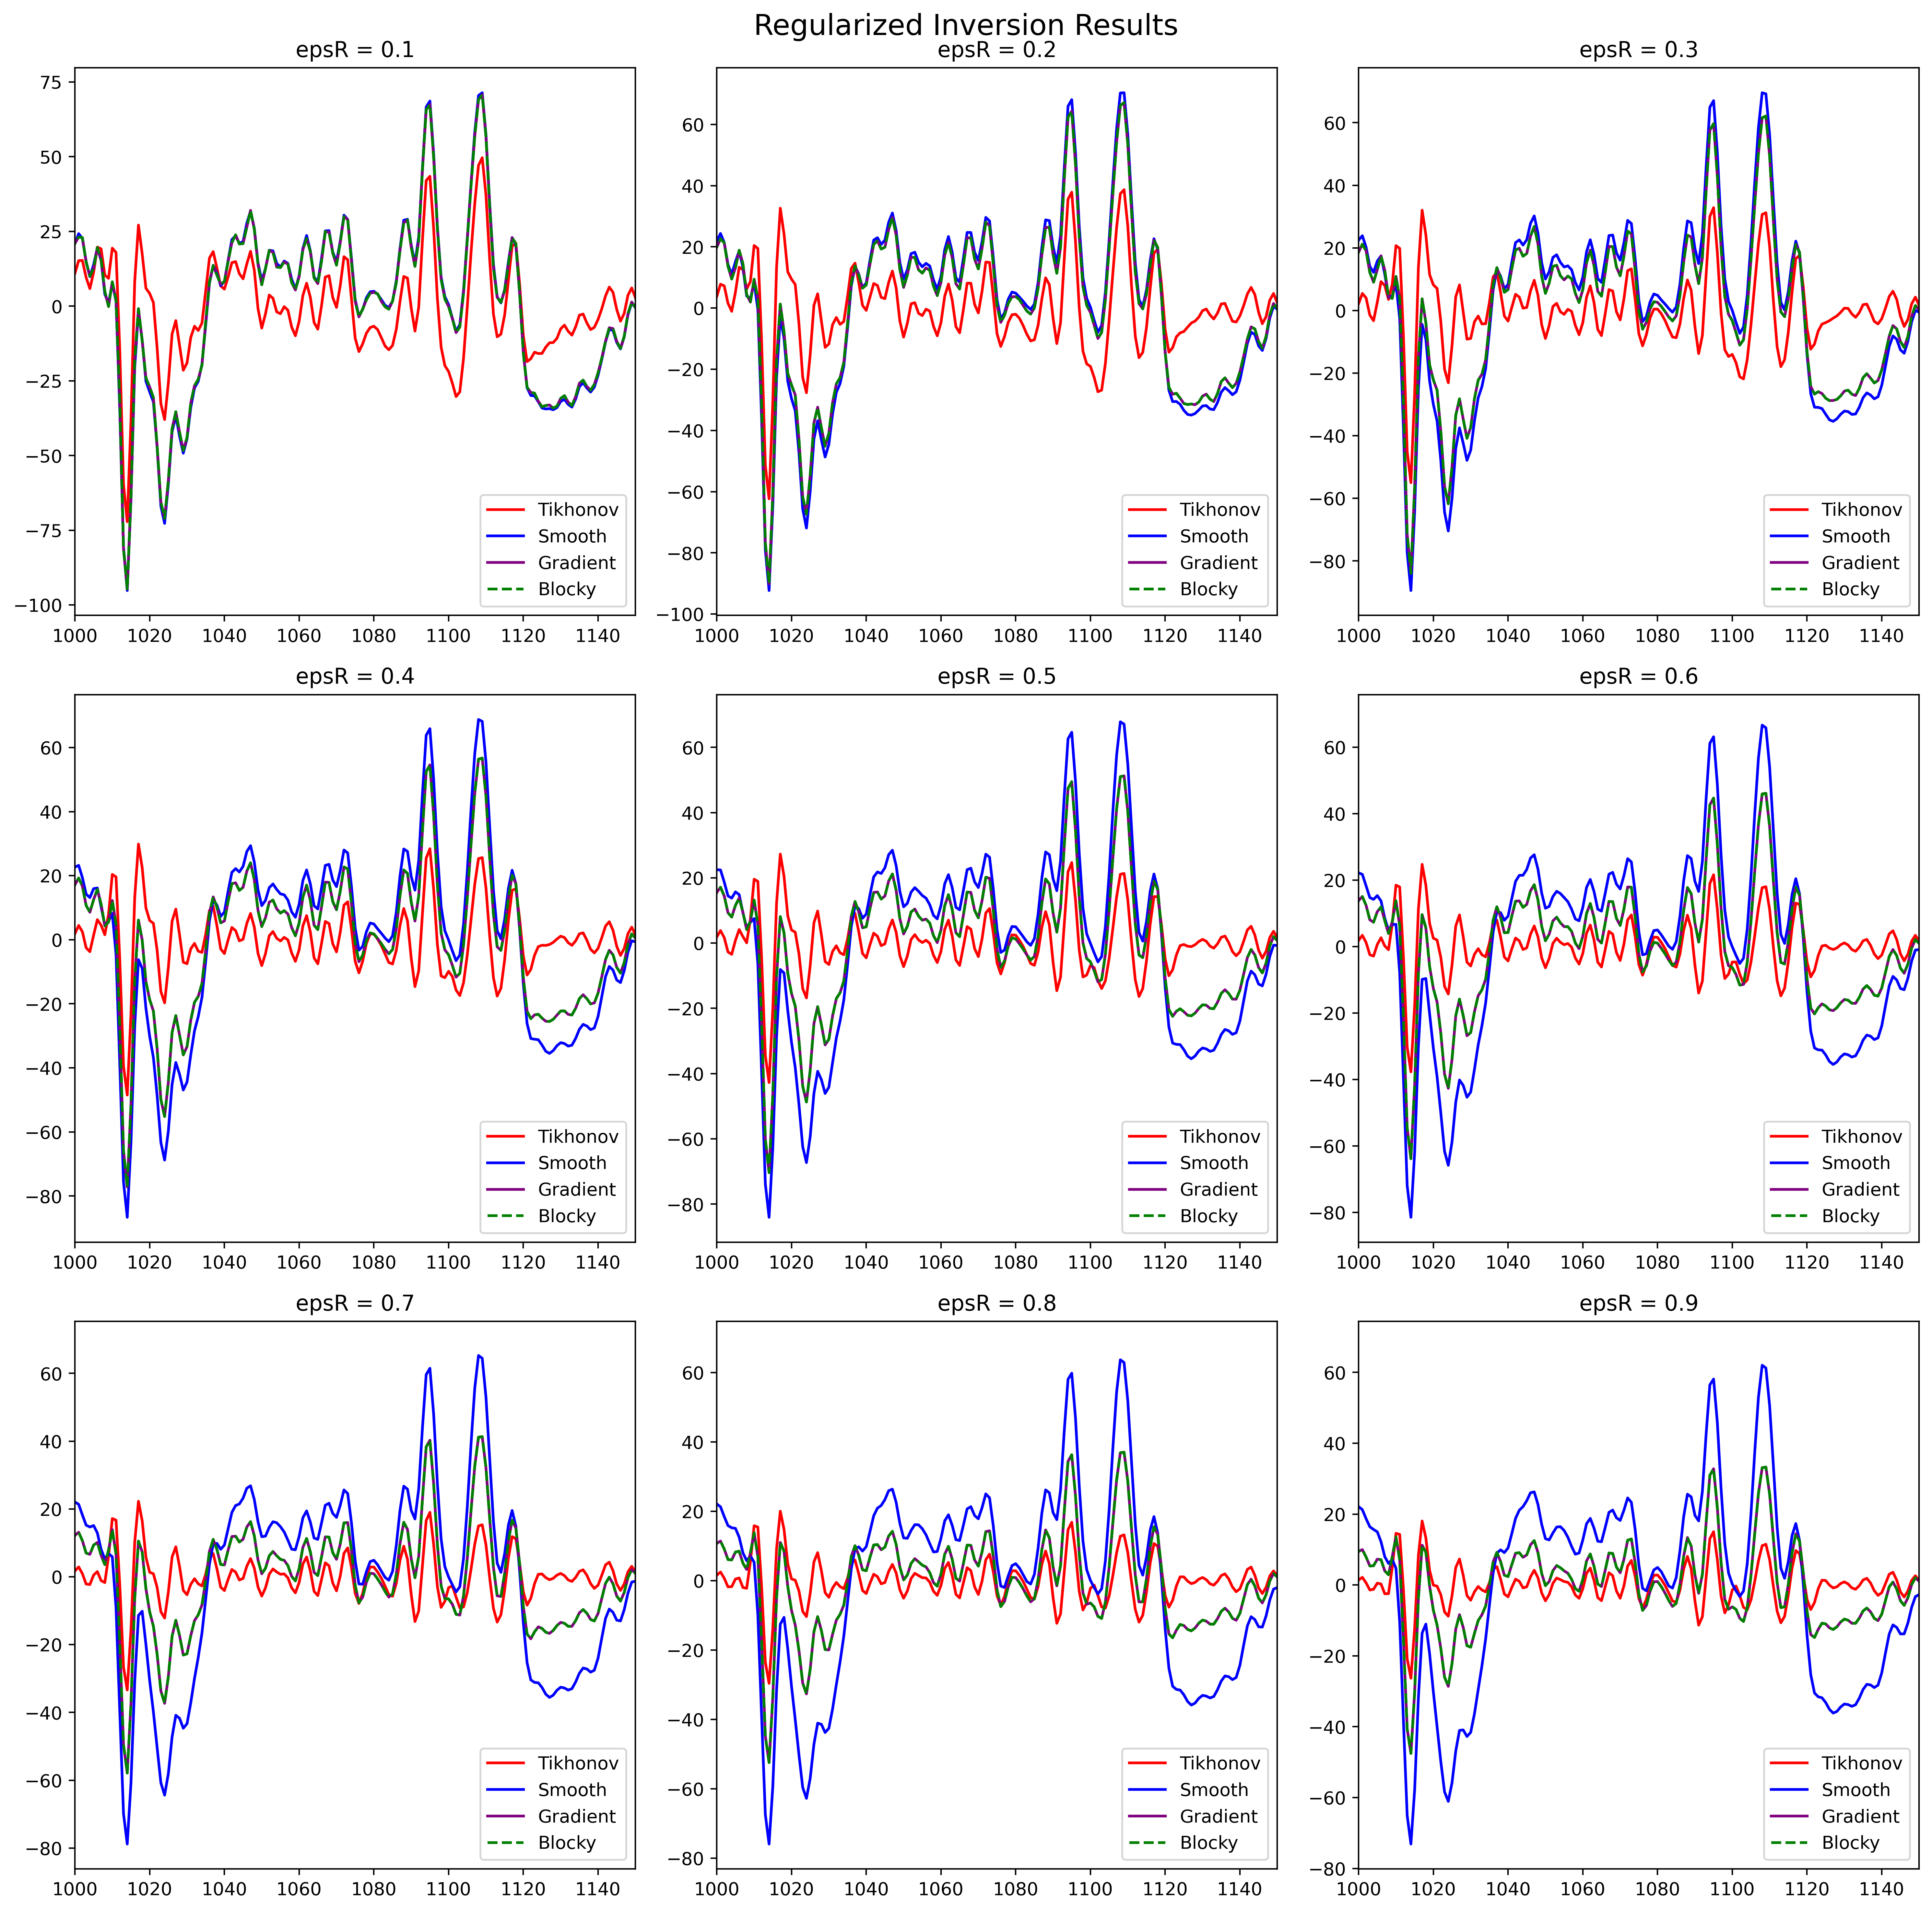 Regularized Inversion Results
epsR = 0.1
75
50
25
0
−25
−50
−75
−100
1000 1020 1040 1060 1080 1100 1120 1140
Tikhonov
Smooth
Gradient
Blocky
epsR = 0.2
60
40
20
0
−20
−40
−60
−80
−100
1000 1020 1040 1060 1080 1100 1120 1140
Tikhonov
Smooth
Gradient
Blocky
epsR = 0.3
60
40
20
0
−20
−40
−60
−80
1000 1020 1040 1060 1080 1100 1120 1140
Tikhonov
Smooth
Gradient
Blocky
epsR = 0.4
60
40
20
0
−20
−40
−60
−80
1000 1020 1040 1060 1080 1100 1120 1140
Tikhonov
Smooth
Gradient
Blocky
epsR = 0.5
60
40
20
0
−20
−40
−60
−80
1000 1020 1040 1060 1080 1100 1120 1140
Tikhonov
Smooth
Gradient
Blocky
epsR = 0.6
60
40
20
0
−20
−40
−60
−80
1000 1020 1040 1060 1080 1100 1120 1140
Tikhonov
Smooth
Gradient
Blocky
epsR = 0.7
60
40
20
0
−20
−40
−60
−80
1000 1020 1040 1060 1080 1100 1120 1140
Tikhonov
Smooth
Gradient
Blocky
epsR = 0.8
60
40
20
0
−20
−40
−60
−80
1000 1020 1040 1060 1080 1100 1120 1140
Tikhonov
Smooth
Gradient
Blocky
epsR = 0.9
60
40
20
0
−20
−40
−60
−80
1000 1020 1040 1060 1080 1100 1120 1140
Tikhonov
Smooth
Gradient
Blocky